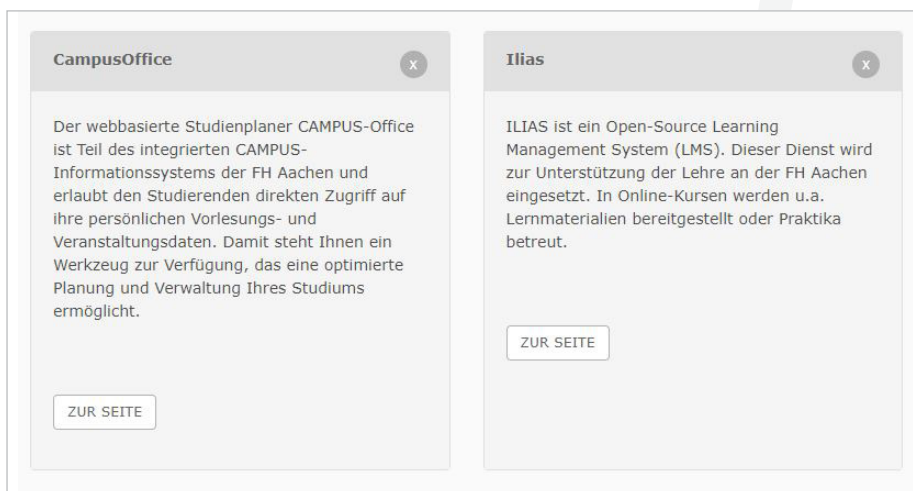 CampusOffice
x
Der webbasierte Studienplaner CAMPUS-Office
ist Teil des integrierten CAMPUS-
Informationssystems der FH Aachen und
erlaubt den Studierenden direkten Zugriff auf
ihre persönlichen Vorlesungs- und
Veranstaltungsdaten. Damit steht Ihnen ein
Werkzeug zur Verfügung, das eine optimierte
Planung und Verwaltung Ihres Studiums
ermöglicht.
ZUR SEITE
Ilias
x
ILIAS ist ein Open-Source Learning
Management System (LMS). Dieser Dienst wird
zur Unterstützung der Lehre an der FH Aachen
eingesetzt. In Online-Kursen werden u.a.
Lernmaterialien bereitgestellt oder Praktika
betreut.
ZUR SEITE